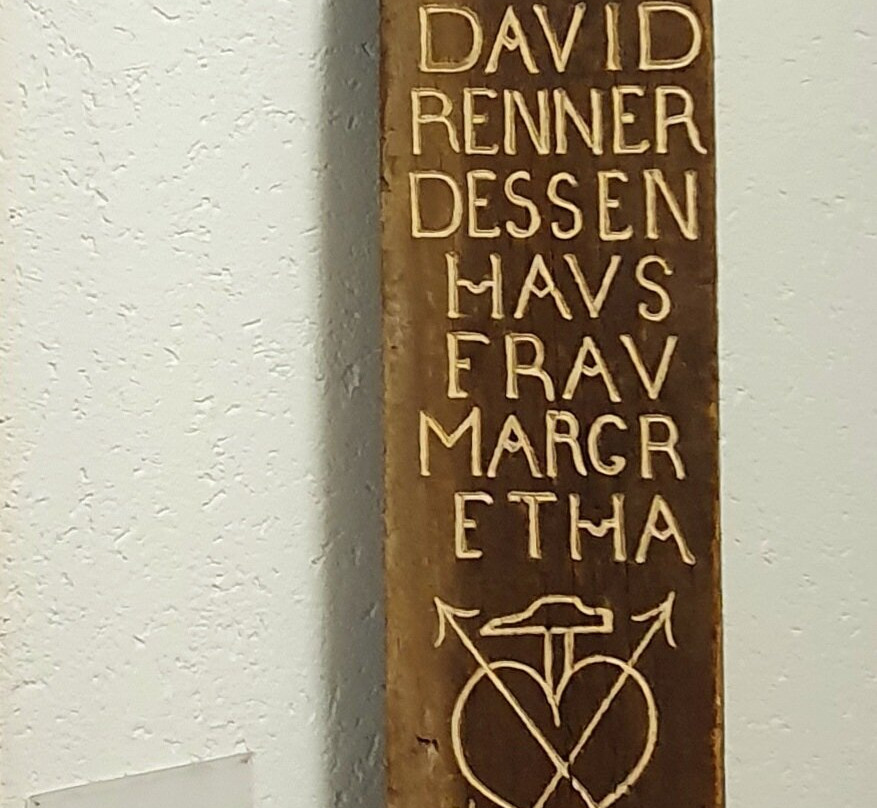 DAVID
RENNER
DESSEN
HAVS
FRAV
MARGR
ETHA